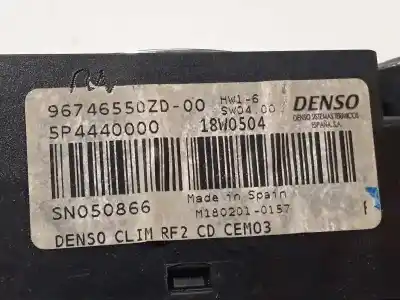 96746550ZD-00 HW1-6 DENSO
SW04.00 DENSO SISTEMAS TERMICOS
5P4440000 18W0504 ESPAÑA, S.A.
SN050866 Made in Spain
M180201-0157
DENSO CLIM RF2 CD CEM03